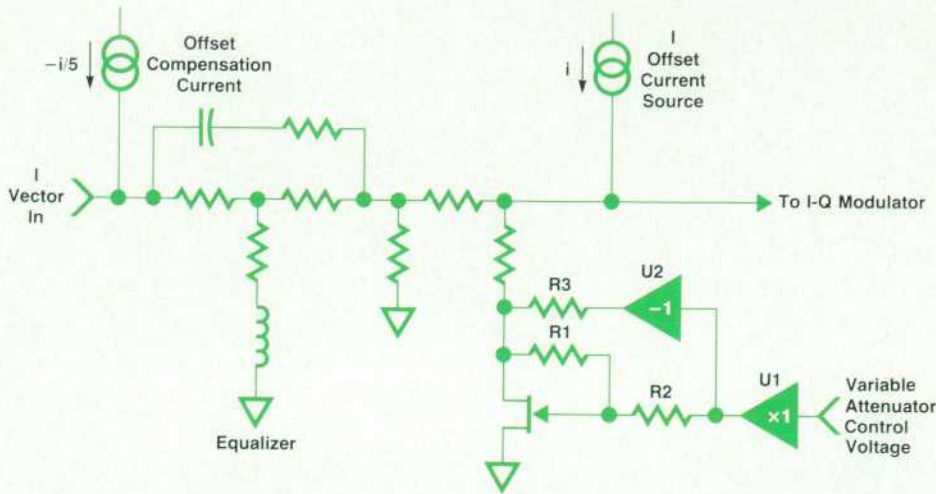 −i/5
Offset
Compensation
Current
i
I
Offset
Current
Source
I
Vector
In
To I-Q Modulator
U2
−1
R3
R1
R2
U1
×1
Variable
Attenuator
Control
Voltage
Equalizer